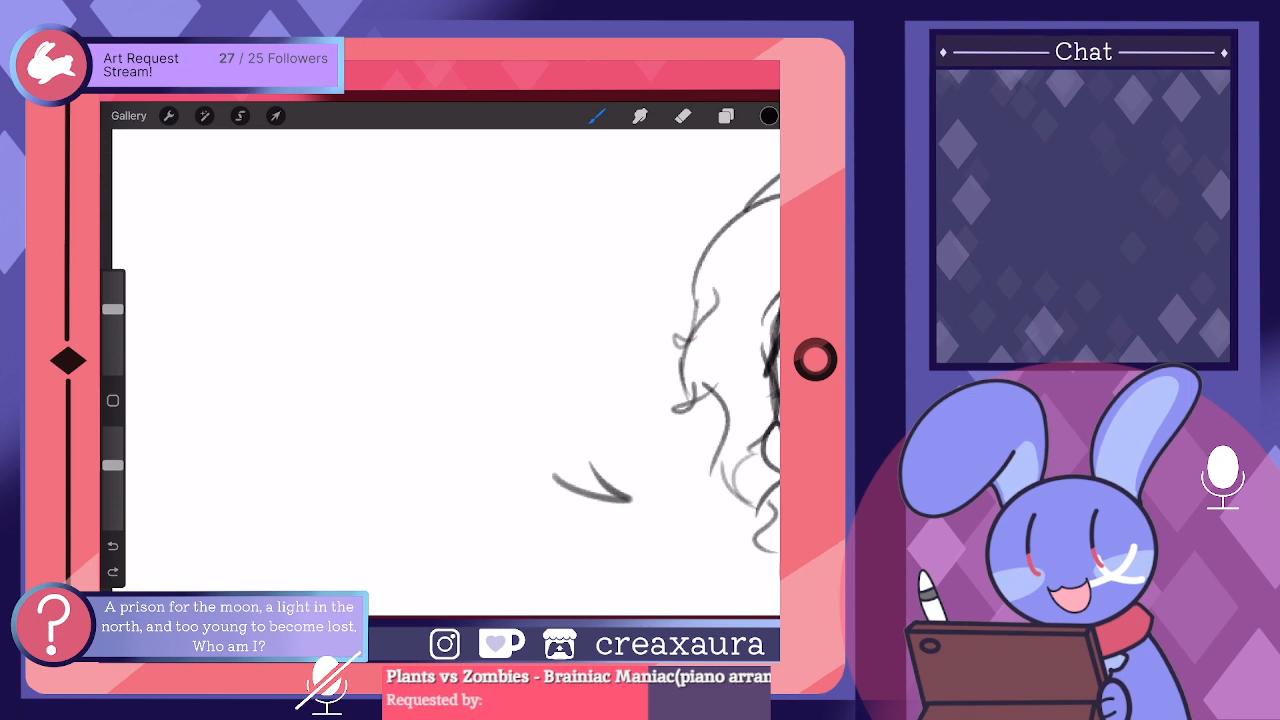 Art Request
Stream!
27 / 25 Followers
Chat
Gallery
A prison for the moon, a light in the
north, and too young to become lost.
Who am I?
creaxaura
Plants vs Zombies - Brainiac Maniac(piano arran
Requested by: